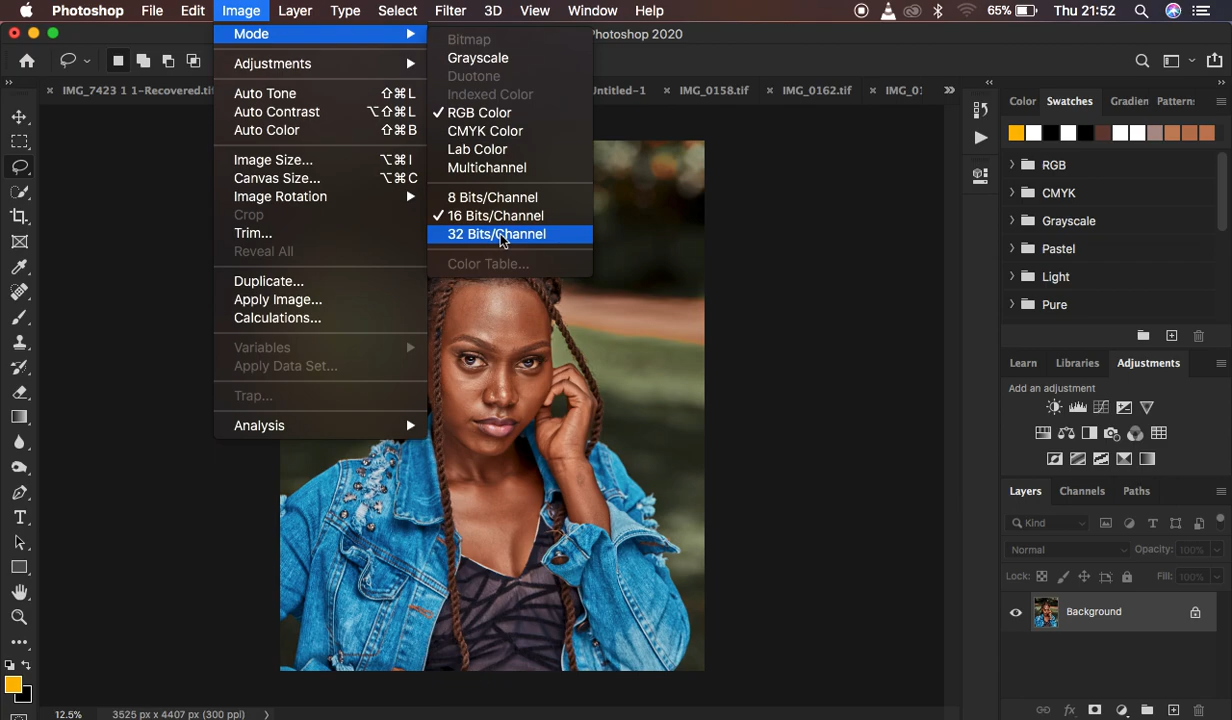 Photoshop File Edit Image Layer Type Select Filter 3D View Window Help 65% Thu 21:52
Photoshop 2020
IMG_7423 1 1-Recovered.tif
Untitled-1 × IMG_0158.tif × IMG_0162.tif × IMG_01
Mode
Adjustments
Auto Tone ⇧⌘L
Auto Contrast ⌥⇧⌘L
Auto Color ⇧⌘B
Image Size... ⌥⌘I
Canvas Size... ⌥⌘C
Image Rotation
Crop
Trim...
Reveal All
Duplicate...
Apply Image...
Calculations...
Variables
Apply Data Set...
Trap...
Analysis
Bitmap
Grayscale
Duotone
Indexed Color
✓ RGB Color
CMYK Color
Lab Color
Multichannel
8 Bits/Channel
✓ 16 Bits/Channel
32 Bits/Channel
Color Table...
Color Swatches Gradien Pattern:
RGB
CMYK
Grayscale
Pastel
Light
Pure
Learn Libraries Adjustments
Add an adjustment
Layers Channels Paths
Kind
Normal Opacity: 100%
Lock: Fill: 100%
Background
12.5% 3525 px x 4407 px (300 ppi)